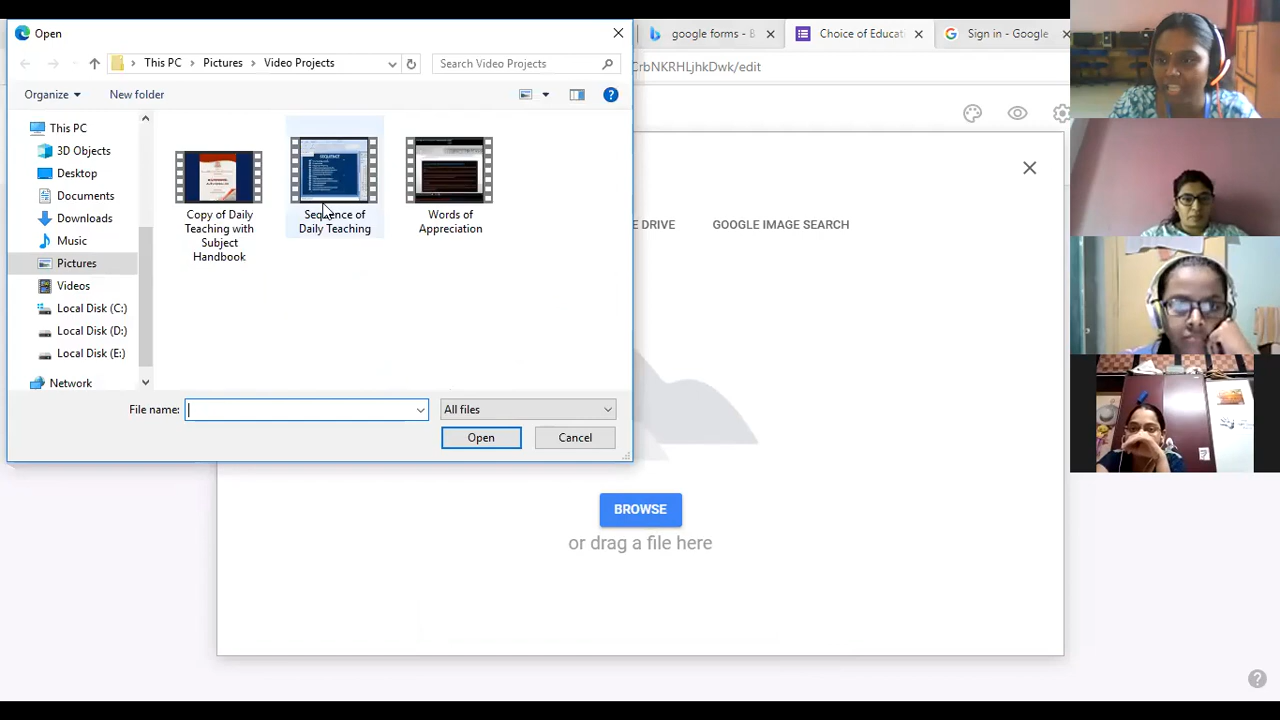 Open
google forms - B
Choice of Educat
Sign in - Google
This PC
Pictures
Video Projects
Search Video Projects
CrbNKRHLjhkDwk/edit
Organize
New folder
This PC
3D Objects
Desktop
Documents
Downloads
Music
Pictures
Videos
Local Disk (C:)
Local Disk (D:)
Local Disk (E:)
Network
SEQUENCE
Copy of Daily
Teaching with
Subject
Handbook
Sequence of
Daily Teaching
Words of
Appreciation
File name:
All files
Open
Cancel
E DRIVE
GOOGLE IMAGE SEARCH
BROWSE
or drag a file here